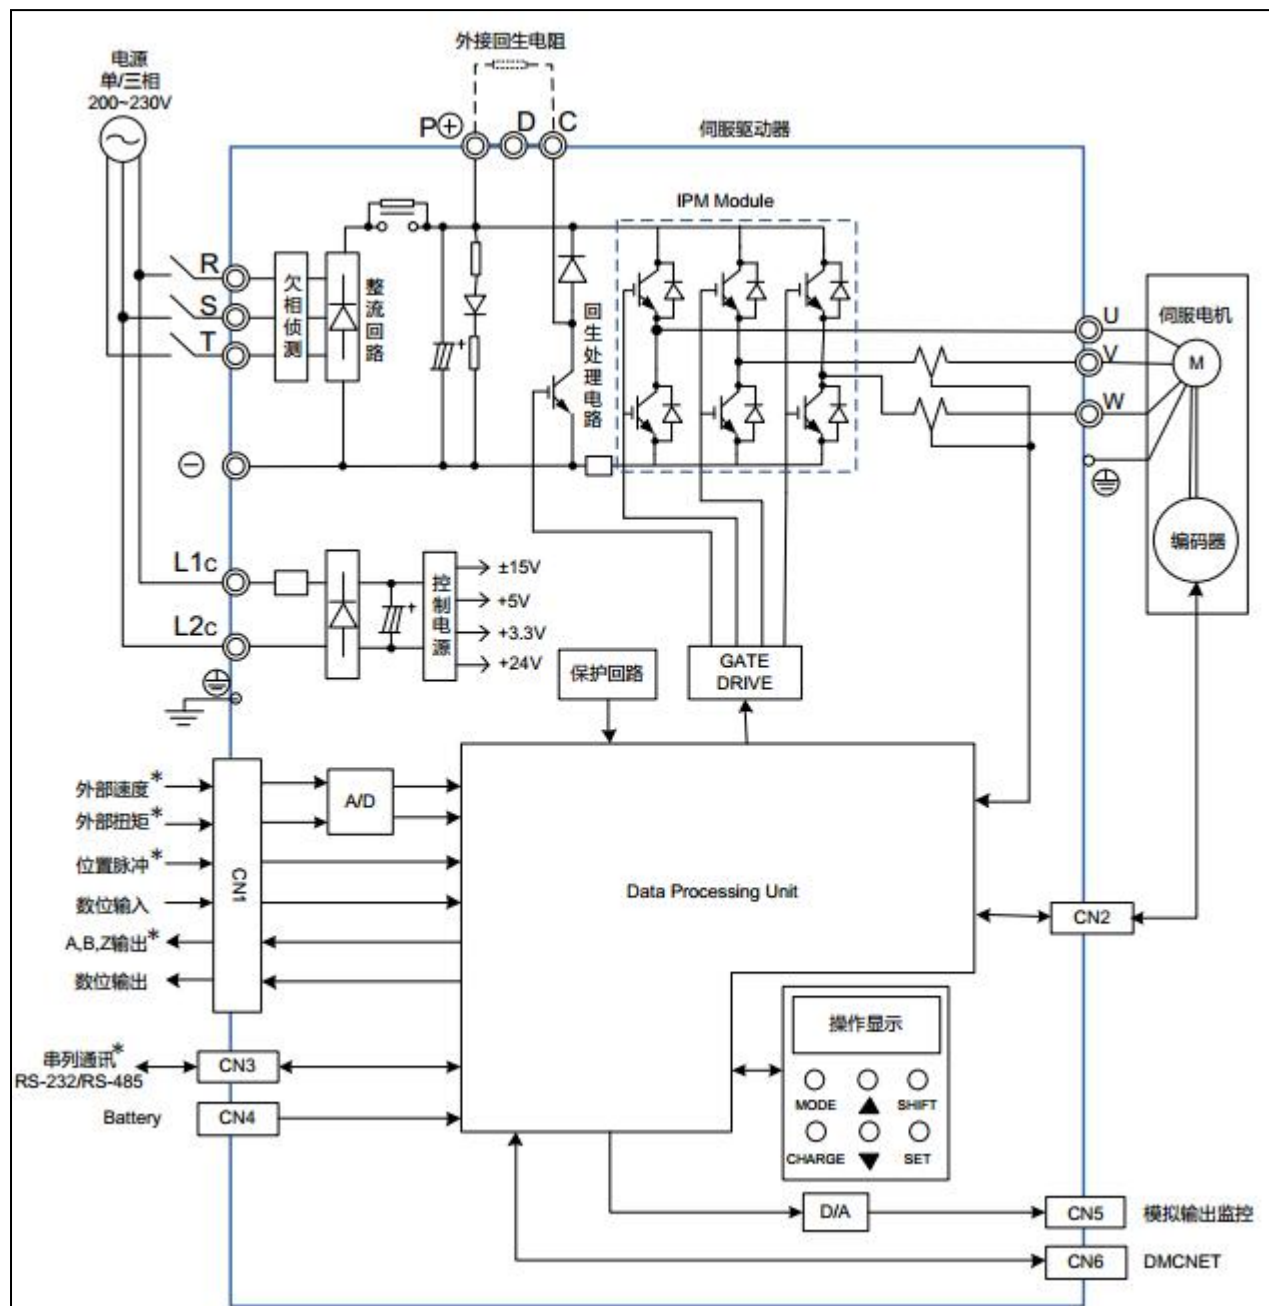 外接回生电阻
电源
单/三相
200~230V
P⊕ D C
伺服驱动器
IPM Module
R
S
T
欠相侦测
整流回路
回生处理电路
U
V
W
伺服电机
M
编码器
⊖
L1c
L2c
控制电源
±15V
+5V
+3.3V
+24V
保护回路
GATE
DRIVE
外部速度*
外部扭矩*
位置脉冲*
数位输入
A,B,Z输出*
数位输出
CN1
A/D
Data Processing Unit
CN2
串列通讯*
RS-232/RS-485
CN3
Battery
CN4
操作显示
MODE ▲ SHIFT
CHARGE ▼ SET
D/A
CN5 模拟输出监控
CN6 DMCNET